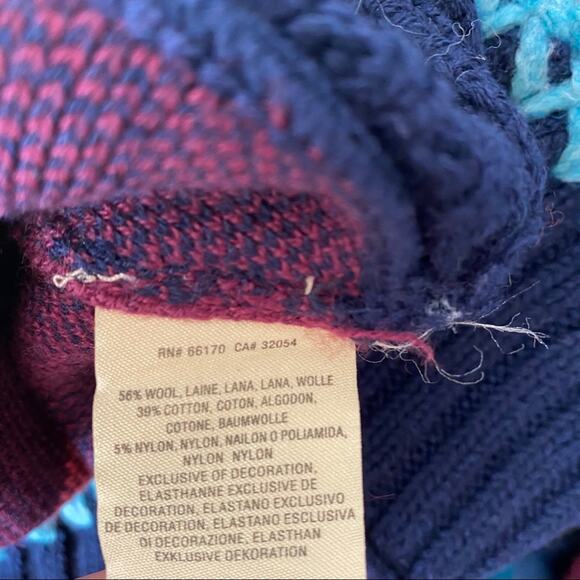 RN# 66170 CA# 32054
56% WOOL, LAINE, LANA, LANA, WOLLE
39% COTTON, COTON, ALGODON,
COTONE, BAUMWOLLE
5% NYLON, NYLON, NAILON O POLIAMIDA,
NYLON NYLON
EXCLUSIVE OF DECORATION,
ELASTHANNE EXCLUSIVE DE
DECORATION, ELASTANO EXCLUSIVO
DE DECORATION, ELASTANO ESCLUSIVA
DI DECORAZIONE, ELASTHAN
EXKLUSIVE DEKORATION